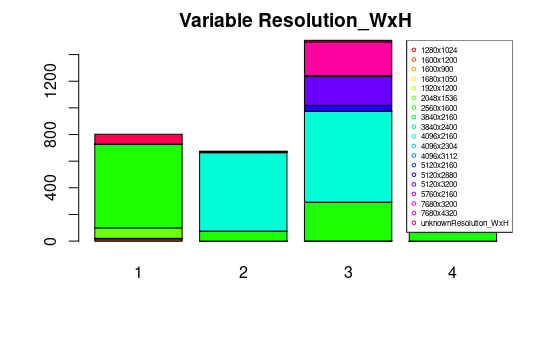 Variable Resolution_WxH
1200
800
400
0
1 2 3 4
1280x1024
1600x1200
1600x900
1680x1050
1920x1200
2048x1536
2560x1600
3840x2160
3840x2400
4096x2160
4096x2304
4096x3112
5120x2160
5120x2880
5120x3200
5760x2160
7680x3200
7680x4320
unknownResolution_WxH